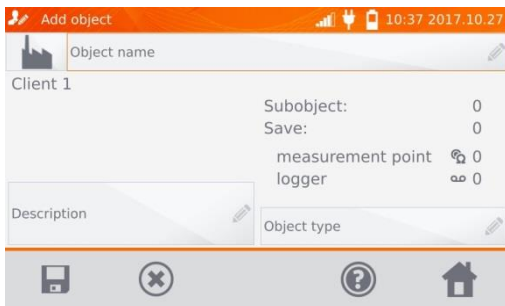 Add object
10:37 2017.10.27
Object name
Client 1
Subobject: 0
Save: 0
measurement point 0
logger 0
Description
Object type